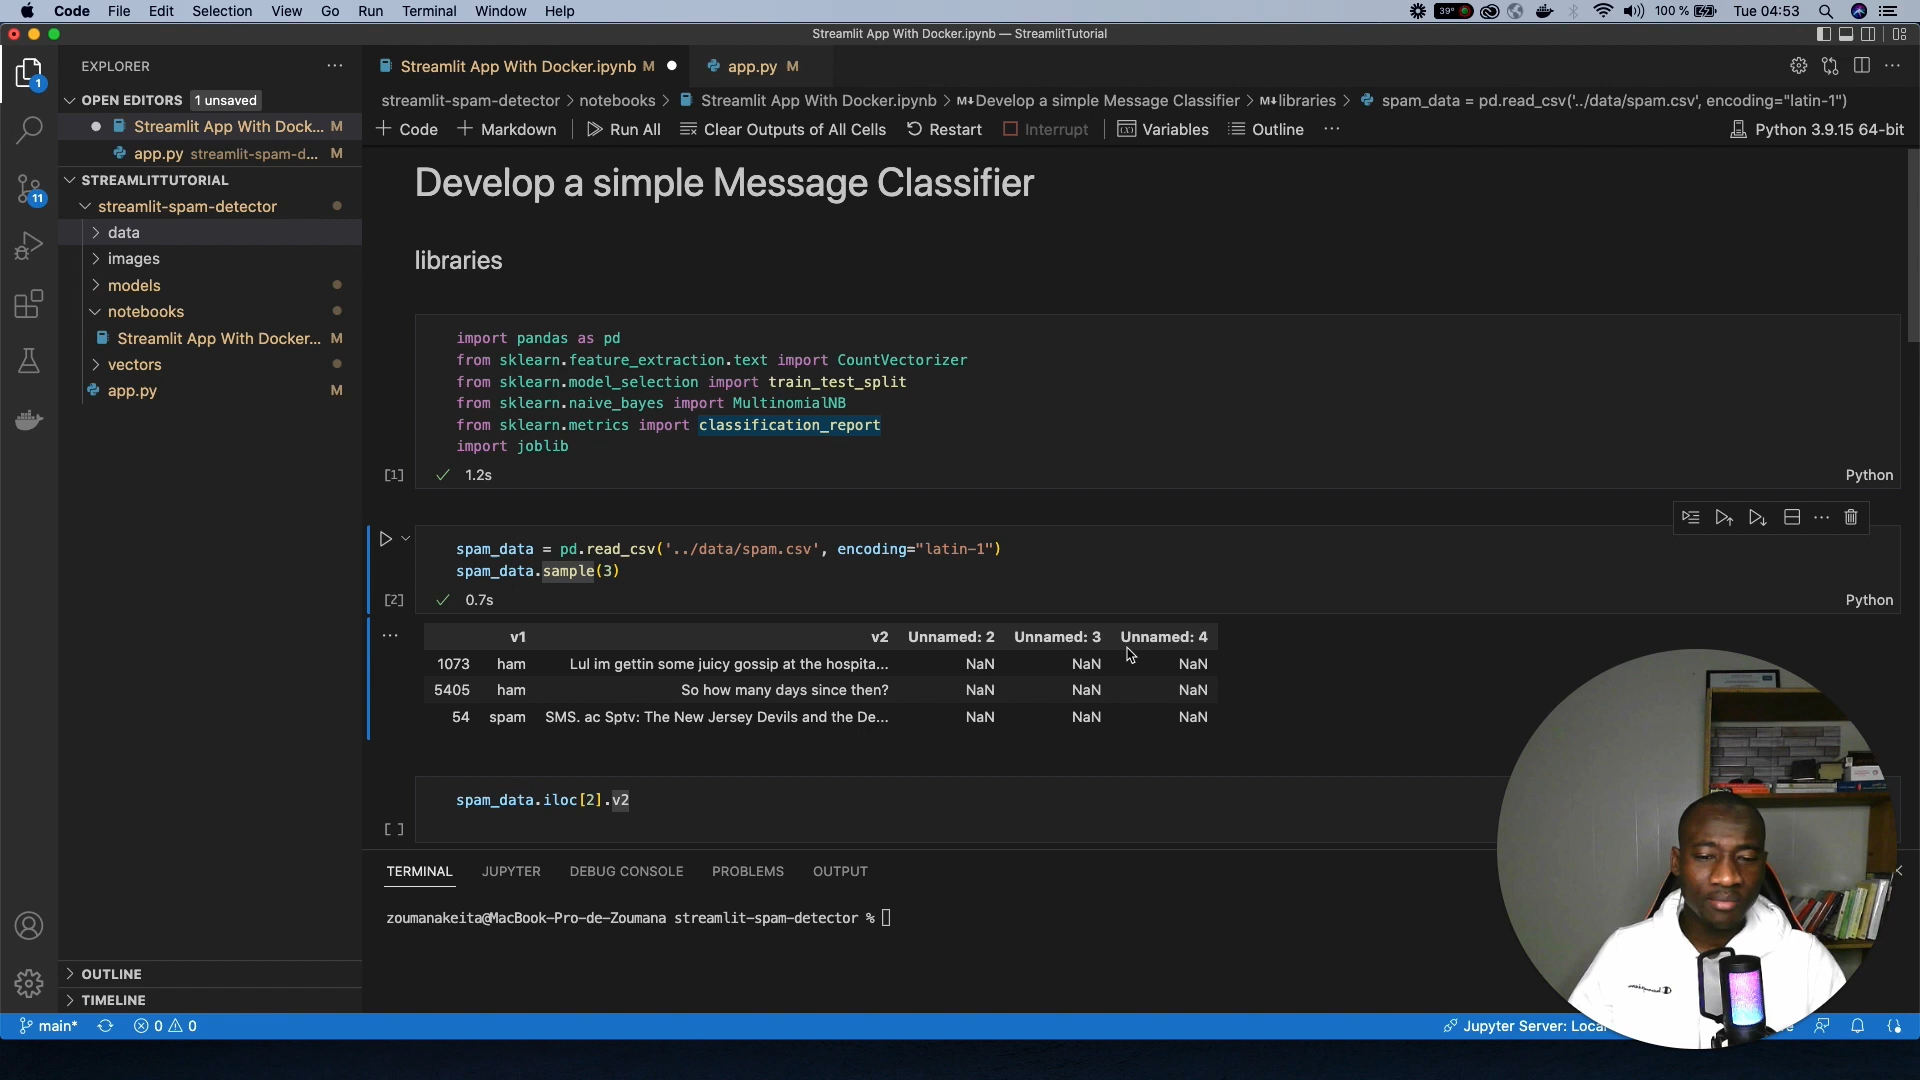 Code File Edit Selection View Go Run Terminal Window Help
39° 100 % Tue 04:53
Streamlit App With Docker.ipynb — StreamlitTutorial
EXPLORER
Streamlit App With Docker.ipynb M
app.py M
OPEN EDITORS 1 unsaved
streamlit-spam-detector > notebooks > Streamlit App With Docker.ipynb > M↓Develop a simple Message Classifier > M↓libraries > spam_data = pd.read_csv('../data/spam.csv', encoding="latin-1")
Streamlit App With Dock... M
app.py streamlit-spam-d... M
+ Code + Markdown Run All Clear Outputs of All Cells Restart Interrupt Variables Outline ··· Python 3.9.15 64-bit
STREAMLITTUTORIAL
streamlit-spam-detector
data
images
models
notebooks
Streamlit App With Docker... M
vectors
app.py M
1
11
Develop a simple Message Classifier
libraries
import pandas as pd
from sklearn.feature_extraction.text import CountVectorizer
from sklearn.model_selection import train_test_split
from sklearn.naive_bayes import MultinomialNB
from sklearn.metrics import classification_report
import joblib
[1] 1.2s Python
spam_data = pd.read_csv('../data/spam.csv', encoding="latin-1")
spam_data.sample(3)
[2] 0.7s Python
v1 v2 Unnamed: 2 Unnamed: 3 Unnamed: 4
1073 ham Lul im gettin some juicy gossip at the hospita... NaN NaN NaN
5405 ham So how many days since then? NaN NaN NaN
54 spam SMS. ac Sptv: The New Jersey Devils and the De... NaN NaN NaN
spam_data.iloc[2].v2
[ ]
TERMINAL JUPYTER DEBUG CONSOLE PROBLEMS OUTPUT
zoumanakeita@MacBook-Pro-de-Zoumana streamlit-spam-detector %
OUTLINE
TIMELINE
main* 0 0 Jupyter Server: Loca